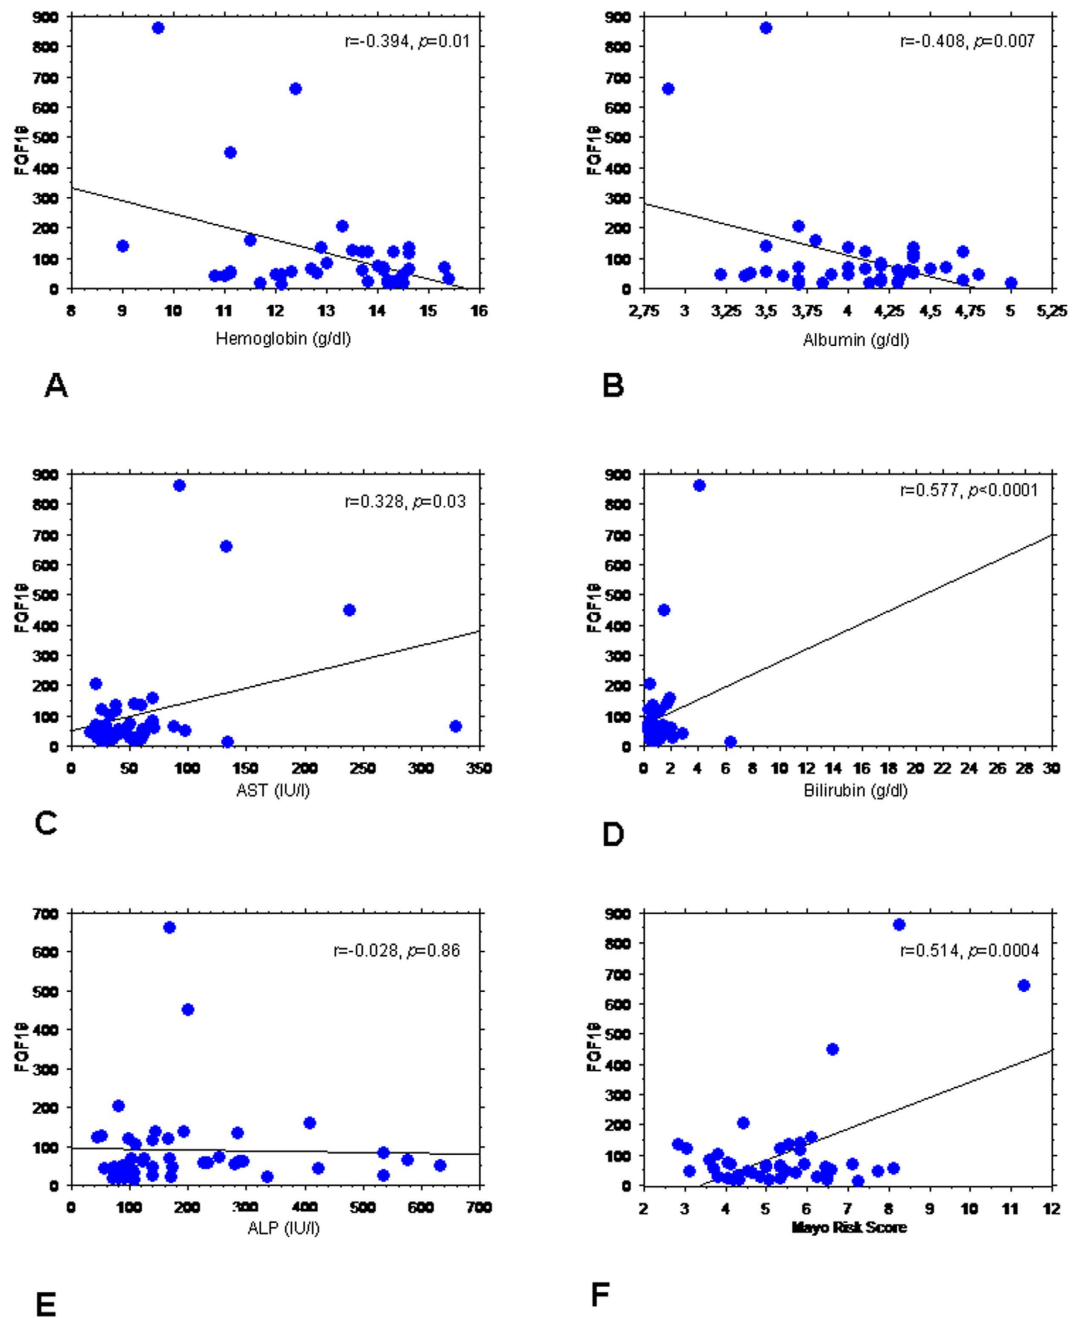 900
800
700
600
500
400
300
200
100
0
FGF19
r=-0.394, p=0.01
8 9 10 11 12 13 14 15 16
Hemoglobin (g/dl)
A
900
800
700
600
500
400
300
200
100
0
FGF19
r=-0.408, p=0.007
2,75 3 3,25 3,5 3,75 4 4,25 4,5 4,75 5 5,25
Albumin (g/dl)
B
900
800
700
600
500
400
300
200
100
0
FGF19
r=0.328, p=0.03
0 50 100 150 200 250 300 350
AST (IU/l)
C
900
800
700
600
500
400
300
200
100
0
FGF19
r=0.577, p<0.0001
0 2 4 6 8 10 12 14 16 18 20 22 24 26 28 30
Bilirubin (g/dl)
D
700
600
500
400
300
200
100
0
FGF19
r=-0.028, p=0.86
0 100 200 300 400 500 600 700
ALP (IU/l)
E
900
800
700
600
500
400
300
200
100
0
FGF19
r=0.514, p=0.0004
2 3 4 5 6 7 8 9 10 11 12
Mayo Risk Score
F